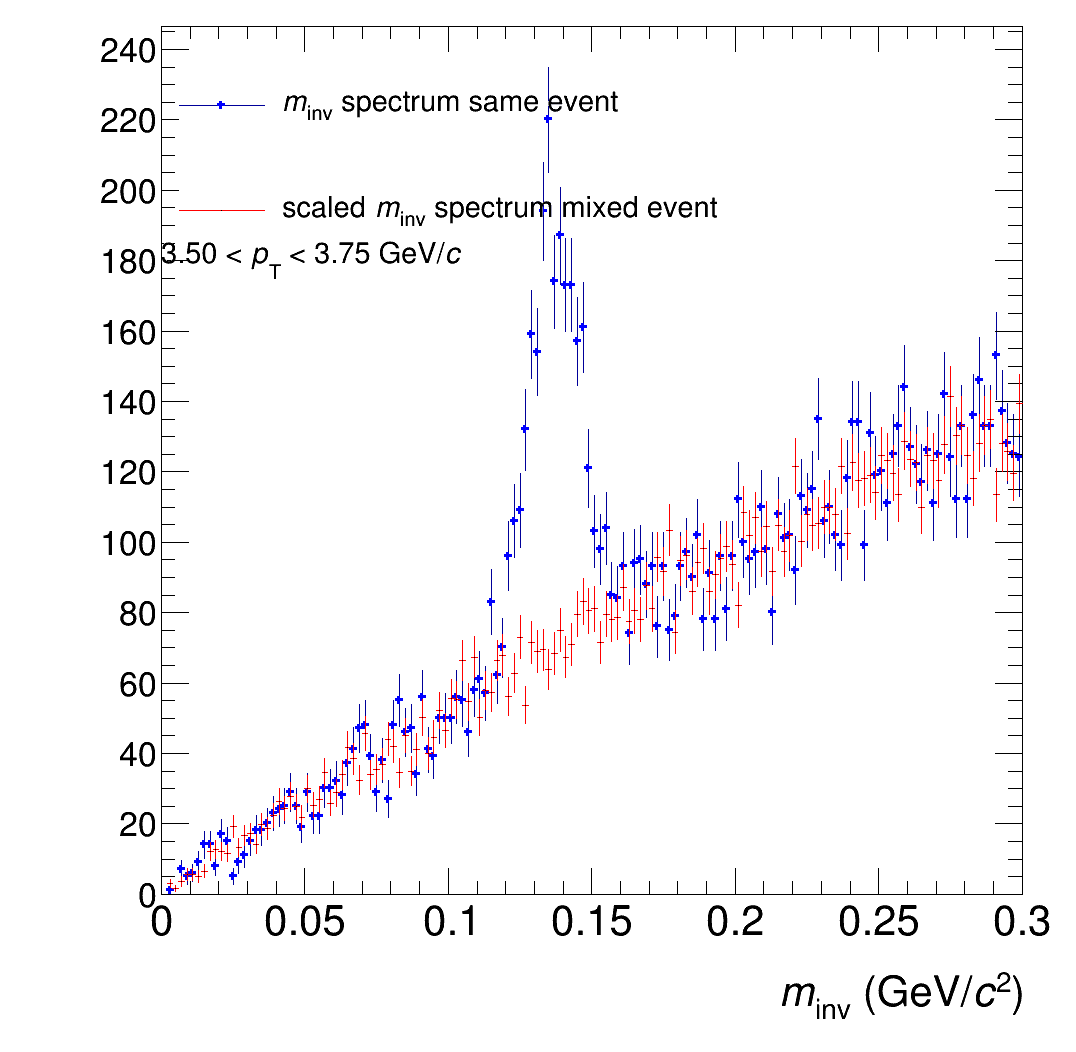 240
220
200
180
160
140
120
100
80
60
40
20
0
m_inv spectrum same event
scaled m_inv spectrum mixed event
3.50 < p_T < 3.75 GeV/c
0 0.05 0.1 0.15 0.2 0.25 0.3
m_inv (GeV/c²)